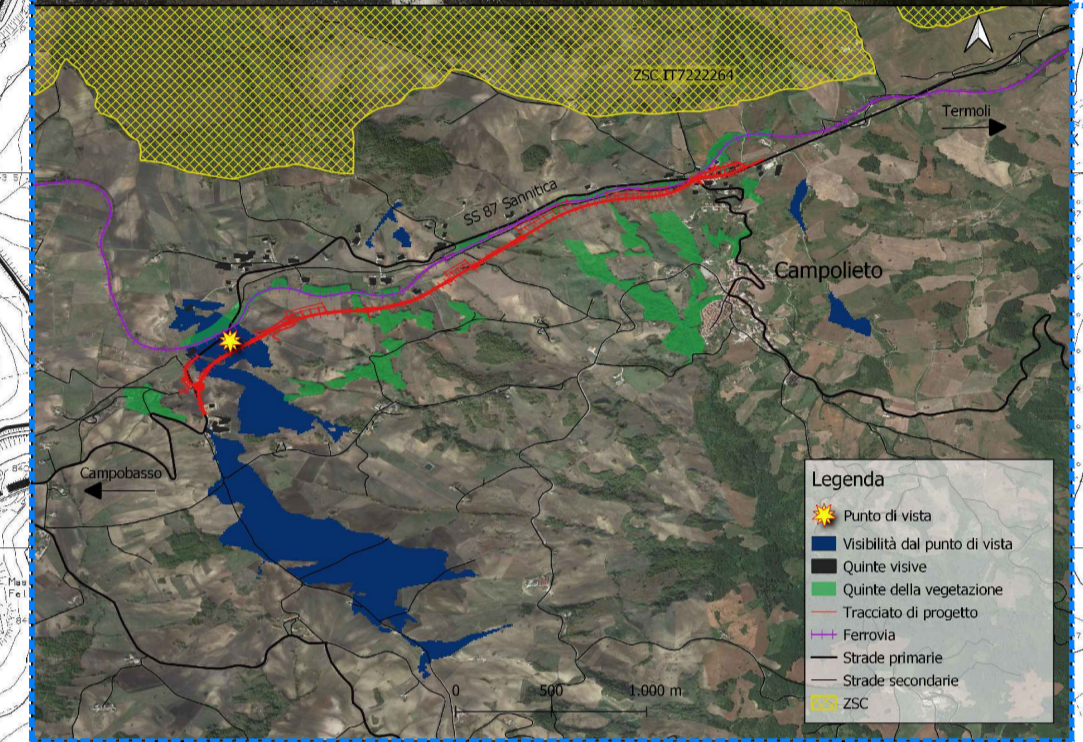 ZSC IT7222264
Termoli
SS 87 Sannitica
Campolieto
Campobasso
Legenda
Punto di vista
Visibilità dal punto di vista
Quinte visive
Quinte della vegetazione
Tracciato di progetto
Ferrovia
Strade primarie
Strade secondarie
ZSC
0 500 1.000 m